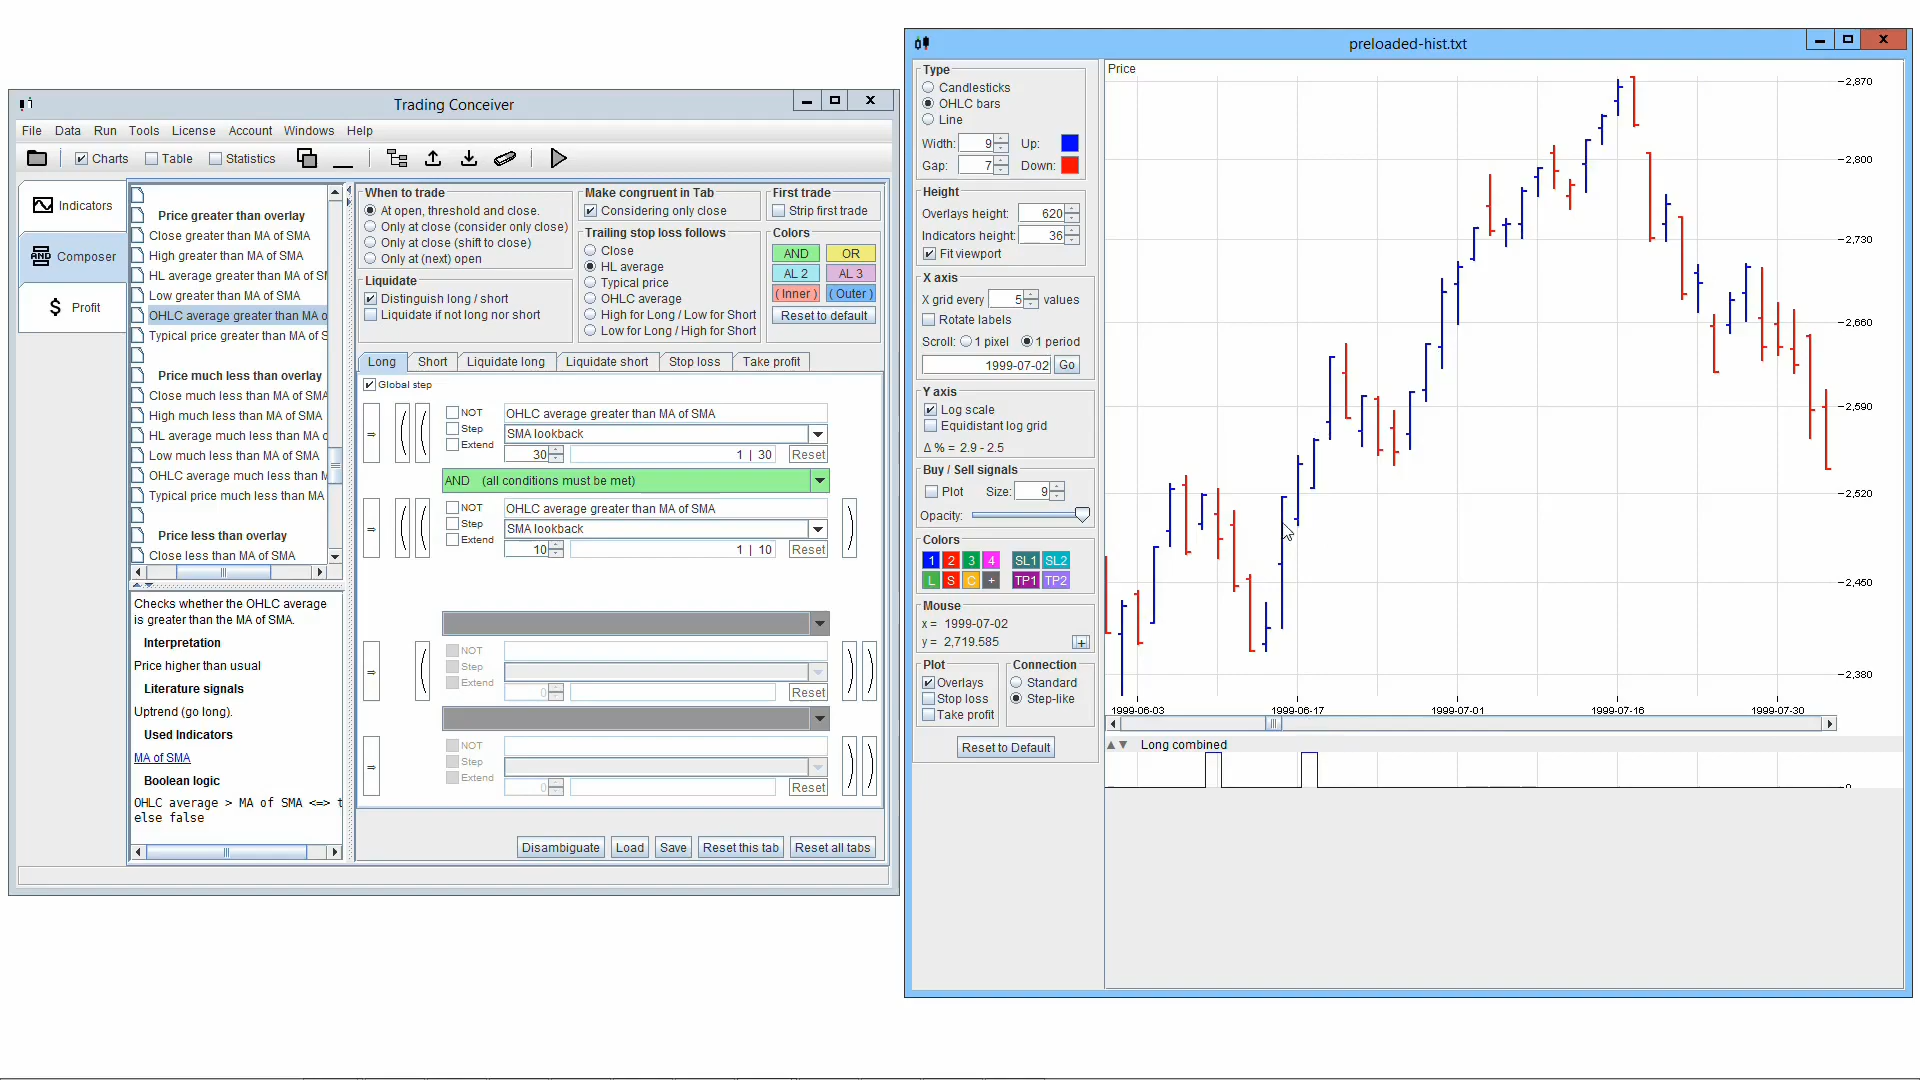 Trading Conceiver
File Data Run Tools License Account Windows Help
Charts Table Statistics
Indicators
Composer
AND
$ Profit
Price greater than overlay
Close greater than MA of SMA
High greater than MA of SMA
HL average greater than MA of SM
Low greater than MA of SMA
OHLC average greater than MA o
Typical price greater than MA of S
Price much less than overlay
Close much less than MA of SMA
High much less than MA of SMA
HL average much less than MA o
Low much less than MA of SMA
OHLC average much less than M
Typical price much less than MA
Price less than overlay
Close less than MA of SMA
Checks whether the OHLC average
is greater than the MA of SMA.
Interpretation
Price higher than usual
Literature signals
Uptrend (go long).
Used Indicators
MA of SMA
Boolean logic
OHLC average > MA of SMA <=> t
else false
When to trade
At open, threshold and close.
Only at close (consider only close)
Only at close (shift to close)
Only at (next) open
Liquidate
Distinguish long / short
Liquidate if not long nor short
Make congruent in Tab
Considering only close
Trailing stop loss follows
Close
HL average
Typical price
OHLC average
High for Long / Low for Short
Low for Long / High for Short
First trade
Strip first trade
Colors
AND OR
AL 2 AL 3
( Inner ) ( Outer )
Reset to default
Long Short Liquidate long Liquidate short Stop loss Take profit
Global step
⇒ ( ( NOT OHLC average greater than MA of SMA
Step SMA lookback
Extend 30 1 | 30 Reset
AND (all conditions must be met)
⇒ ( ( NOT OHLC average greater than MA of SMA )
Step SMA lookback
Extend 10 1 | 10 Reset
⇒ ( NOT ) )
Step
Extend 0 Reset
⇒ NOT ) )
Step
Extend 0 Reset
Disambiguate Load Save Reset this tab Reset all tabs
preloaded-hist.txt
Type
Candlesticks
OHLC bars
Line
Width: 9 Up:
Gap: 7 Down:
Height
Overlays height: 620
Indicators height: 36
Fit viewport
X axis
X grid every 5 values
Rotate labels
Scroll: 1 pixel 1 period
1999-07-02 Go
Y axis
Log scale
Equidistant log grid
Δ % = 2.9 - 2.5
Buy / Sell signals
Plot Size: 9
Opacity:
Colors
1 2 3 4 SL1 SL2
L S C + TP1 TP2
Mouse
x = 1999-07-02
y = 2,719.585 +
Plot
Overlays
Stop loss
Take profit
Connection
Standard
Step-like
Reset to Default
Price
2,870
2,800
2,730
2,660
2,590
2,520
2,450
2,380
1999-06-03 1999-06-17 1999-07-01 1999-07-16 1999-07-30
Long combined
0